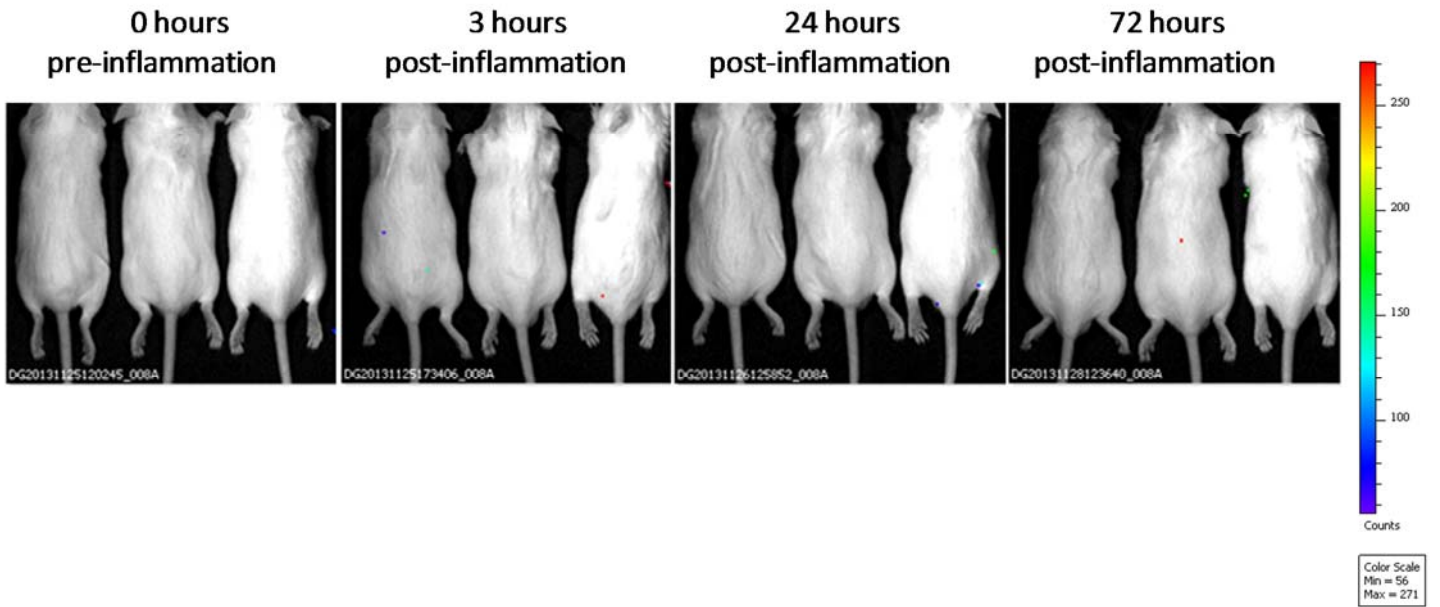 0 hours
pre-inflammation
3 hours
post-inflammation
24 hours
post-inflammation
72 hours
post-inflammation
DG20131125120245_008A
DG20131125173406_008A
DG20131126125852_008A
DG20131128123640_008A
250
200
150
100
Counts
Color Scale
Min = 56
Max = 271